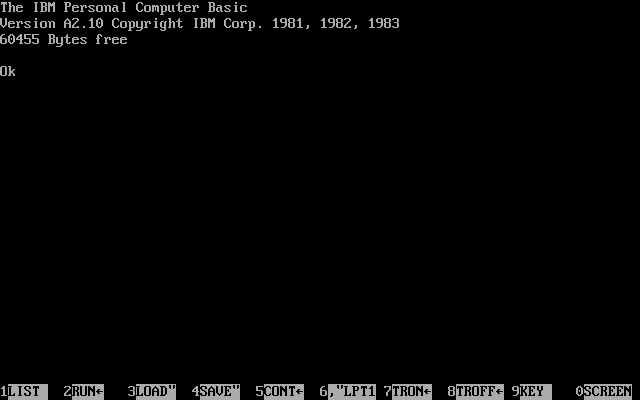 The IBM Personal Computer Basic
Version A2.10 Copyright IBM Corp. 1981, 1982, 1983
60455 Bytes free
Ok
1LIST 2RUN← 3LOAD" 4SAVE" 5CONT← 6,"LPT1 7TRON← 8TROFF← 9KEY 0SCREEN